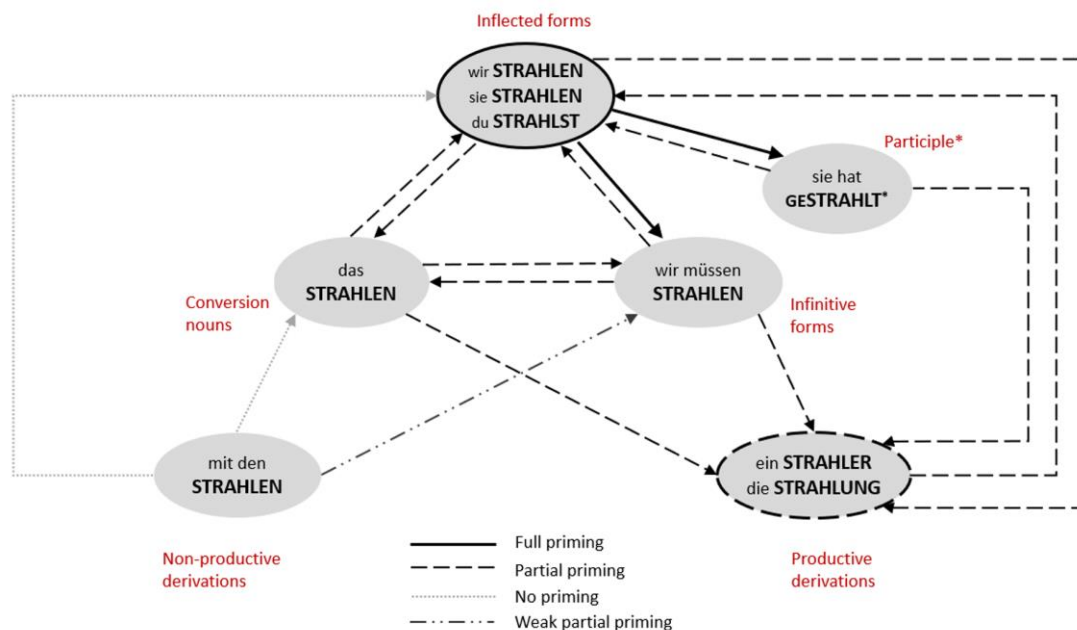 Inflected forms
wir STRAHLEN
sie STRAHLEN
du STRAHLST
Participle*
sie hat
GESTRAHLT*
das
STRAHLEN
wir müssen
STRAHLEN
Conversion
nouns
Infinitive
forms
mit den
STRAHLEN
ein STRAHLER
die STRAHLUNG
Non-productive
derivations
Full priming
Partial priming
No priming
Weak partial priming
Productive
derivations